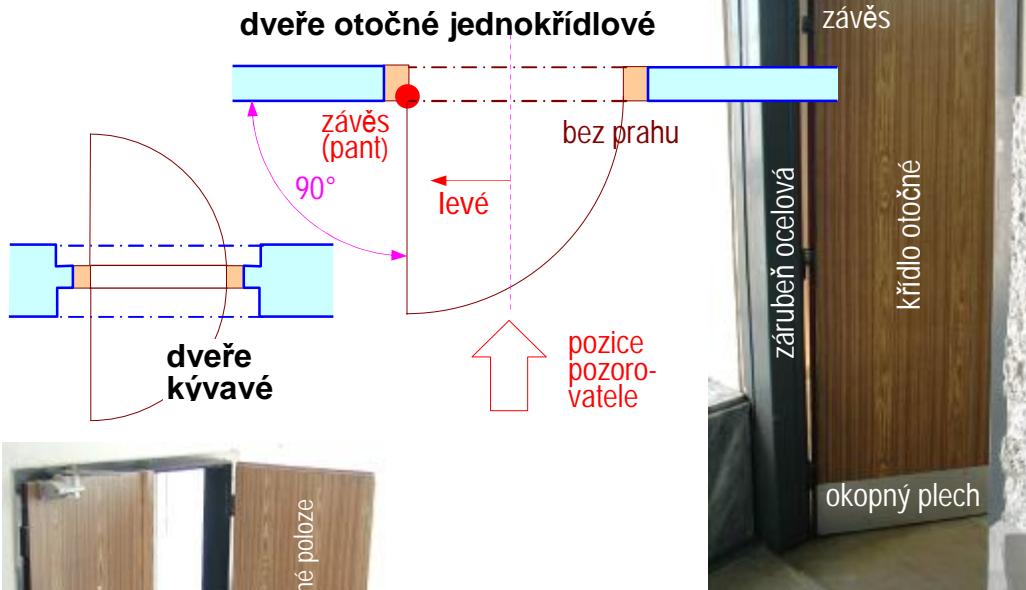 dveře otočné jednokřídlové
závěs
(pant)
bez prahu
90°
levé
dveře
kývavé
pozice
pozoro-
vatele
závěs
zárubeň ocelová
křídlo otočné
okopný plech
poloze